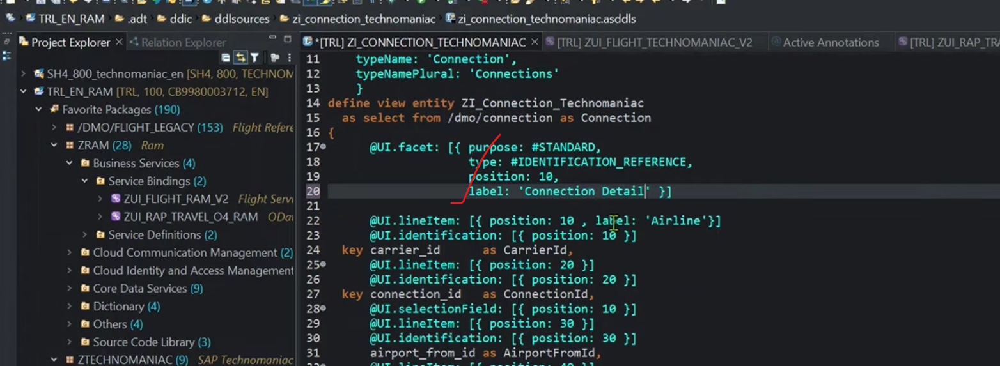 TRL_EN_RAM > .adt > ddic > ddlsources > zi_connection_technomaniac > zi_connection_technomaniac.asddls
Project Explorer × Relation Explorer
SH4_800_technomaniac_en [SH4, 800, TECHNOM
TRL_EN_RAM [TRL, 100, CB9980003712, EN]
Favorite Packages (190)
/DMO/FLIGHT_LEGACY (153) Flight Refere
ZRAM (28) Ram
Business Services (4)
Service Bindings (2)
ZUI_FLIGHT_RAM_V2 Flight Servi
ZUI_RAP_TRAVEL_O4_RAM ODa
Service Definitions (2)
Cloud Communication Management (2)
Cloud Identity and Access Management
Core Data Services (9)
Dictionary (4)
Others (4)
Source Code Library (3)
ZTECHNOMANIAC (9) SAP Technomaniac
*[TRL] ZI_CONNECTION_TECHNOMANIAC × [TRL] ZUI_FLIGHT_TECHNOMANIAC_V2 @ Active Annotations [TRL] ZUI_RAP_TRA
11 typeName: 'Connection',
12 typeNamePlural: 'Connections'
13 }
14 define view entity ZI_Connection_Technomaniac
15 as select from /dmo/connection as Connection
16 {
17 @UI.facet: [{ purpose: #STANDARD,
18 type: #IDENTIFICATION_REFERENCE,
19 position: 10,
20 label: 'Connection Detail' }]
21
22 @UI.lineItem: [{ position: 10 , label: 'Airline'}]
23 @UI.identification: [{ position: 10 }]
24 key carrier_id as CarrierId,
25 @UI.lineItem: [{ position: 20 }]
26 @UI.identification: [{ position: 20 }]
27 key connection_id as ConnectionId,
28 @UI.selectionField: [{ position: 10 }]
29 @UI.lineItem: [{ position: 30 }]
30 @UI.identification: [{ position: 30 }]
31 airport_from_id as AirportFromId,